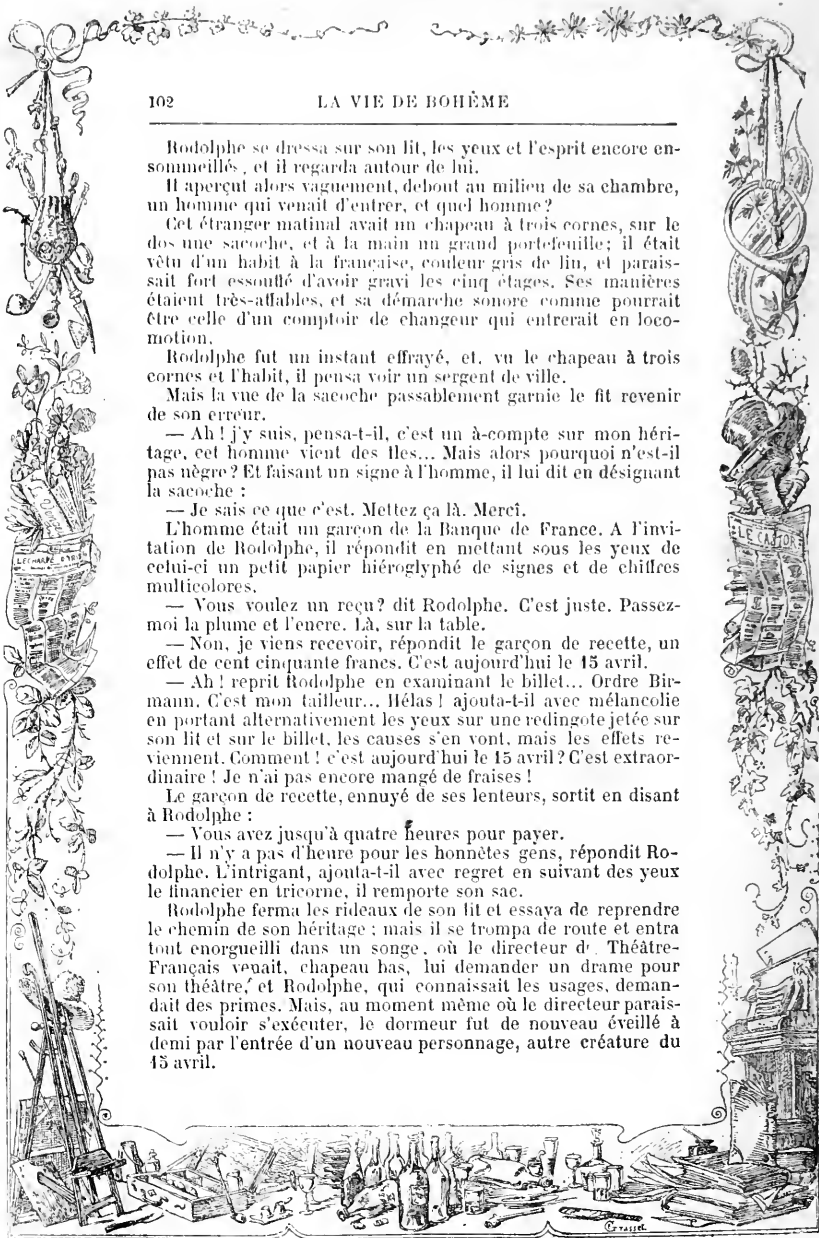 102 LA VIE DE BOHÈME
Rodolphe se dressa sur son lit, les yeux et l'esprit encore en-
sommeillés, et il regarda autour de lui.
Il aperçut alors vaguement, debout au milieu de sa chambre,
un homme qui venait d'entrer, et quel homme?
Cet étranger matinal avait un chapeau à trois cornes, sur le
dos une sacoche, et à la main un grand portefeuille; il était
vêtu d'un habit à la française, couleur gris de lin, et parais-
sait fort essoufflé d'avoir gravi les cinq étages. Ses manières
étaient très-affables, et sa démarche sonore comme pourrait
être celle d'un comptoir de changeur qui entrerait en loco-
motion.
Rodolphe fut un instant effrayé, et, vu le chapeau à trois
cornes et l'habit, il pensa voir un sergent de ville.
Mais la vue de la sacoche passablement garnie le fit revenir
de son erreur.
— Ah ! j'y suis, pensa-t-il, c'est un à-compte sur mon héri-
tage, cet homme vient des Iles... Mais alors pourquoi n'est-il
pas nègre ? Et faisant un signe à l'homme, il lui dit en désignant
la sacoche :
— Je sais ce que c'est. Mettez ça là. Merci.
L'homme était un garçon de la Banque de France. A l'invi-
tation de Rodolphe, il répondit en mettant sous les yeux de
celui-ci un petit papier hiéroglyphé de signes et de chiffres
multicolores.
— Vous voulez un reçu? dit Rodolphe. C'est juste. Passez-
moi la plume et l'encre. Là, sur la table.
— Non, je viens recevoir, répondit le garçon de recette, un
effet de cent cinquante francs. C'est aujourd'hui le 15 avril.
— Ah ! reprit Rodolphe en examinant le billet... Ordre Bir-
mann. C'est mon tailleur... Hélas ! ajouta-t-il avec mélancolie
en portant alternativement les yeux sur une redingote jetée sur
son lit et sur le billet, les causes s'en vont, mais les effets re-
viennent. Comment ! c'est aujourd'hui le 15 avril ? C'est extraor-
dinaire ! Je n'ai pas encore mangé de fraises !
Le garçon de recette, ennuyé de ses lenteurs, sortit en disant
à Rodolphe :
— Vous avez jusqu'à quatre heures pour payer.
— Il n'y a pas d'heure pour les honnêtes gens, répondit Ro-
dolphe. L'intrigant, ajouta-t-il avec regret en suivant des yeux
le financier en tricorne, il remporte son sac.
Rodolphe ferma les rideaux de son lit et essaya de reprendre
le chemin de son héritage ; mais il se trompa de route et entra
tout enorgueilli dans un songe, où le directeur d. Théâtre-
Français venait, chapeau bas, lui demander un drame pour
son théâtre, et Rodolphe, qui connaissait les usages, deman-
dait des primes. Mais, au moment même où le directeur parais-
sait vouloir s'exécuter, le dormeur fut de nouveau éveillé à
demi par l'entrée d'un nouveau personnage, autre créature du
15 avril.
LE CASTOR